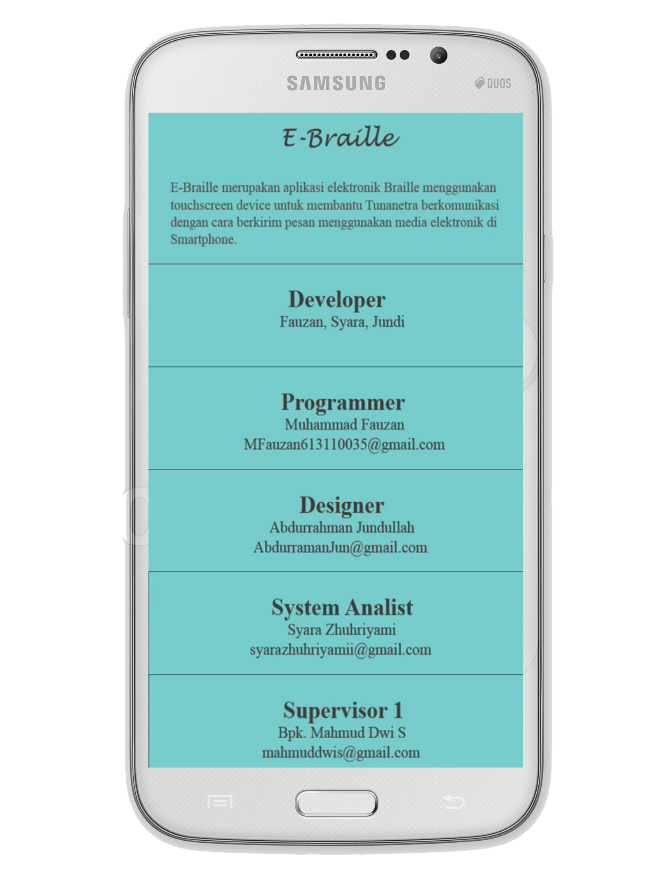 SAMSUNG
DUOS
E-Braille
E-Braille merupakan aplikasi elektronik Braille menggunakan
touchscreen device untuk membantu Tunanetra berkomunikasi
dengan cara berkirim pesan menggunakan media elektronik di
Smartphone.
Developer
Fauzan, Syara, Jundi
Programmer
Muhammad Fauzan
MFauzan613110035@gmail.com
Designer
Abdurrahman Jundullah
AbdurramanJun@gmail.com
System Analist
Syara Zhuhriyami
syarazhuhriyamii@gmail.com
Supervisor 1
Bpk. Mahmud Dwi S
mahmuddwis@gmail.com